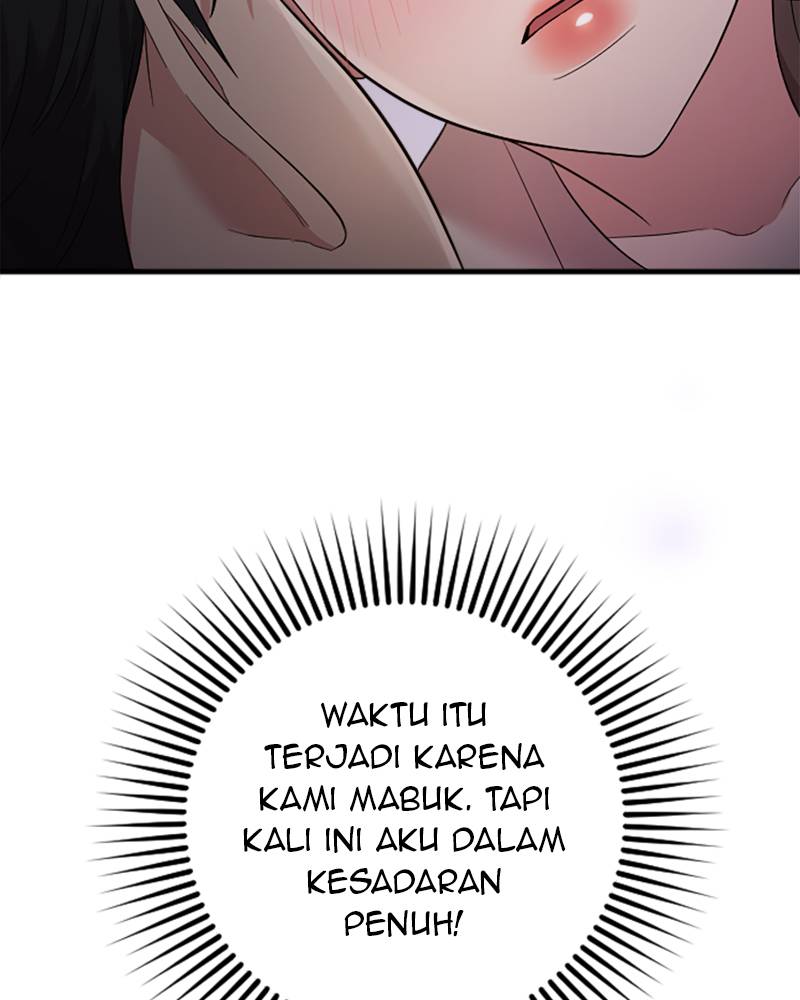 WAKTU ITU
TERJADI KARENA
KAMI MABUK. TAPI
KALI INI AKU DALAM
KESADARAN
PENUH!